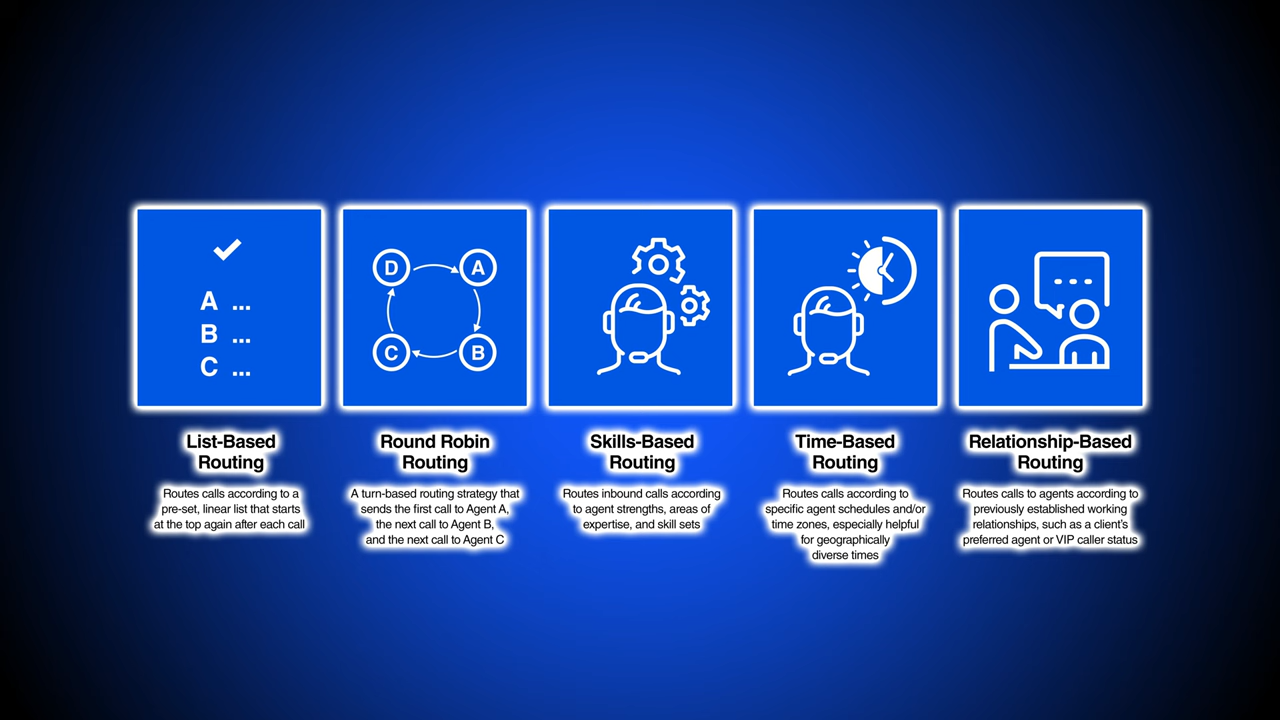 A ...
B ...
C ...
D
A
C
B
List-Based
Routing
Routes calls according to a
pre-set, linear list that starts
at the top again after each call
Round Robin
Routing
A turn-based routing strategy that
sends the first call to Agent A,
the next call to Agent B,
and the next call to Agent C
Skills-Based
Routing
Routes inbound calls according
to agent strengths, areas of
expertise, and skill sets
Time-Based
Routing
Routes calls according to
specific agent schedules and/or
time zones, especially helpful
for geographically
diverse times
Relationship-Based
Routing
Routes calls to agents according to
previously established working
relationships, such as a client's
preferred agent or VIP caller status